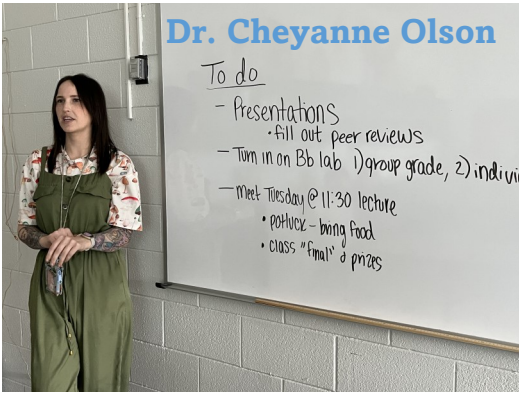 Dr. Cheyanne Olson
To do
- Presentations
• fill out peer reviews
- Turn in on Bb lab 1) group grade, 2)
- meet Tuesday @ 11:30 lecture
• potluck - bring food
• class "final" & prizes